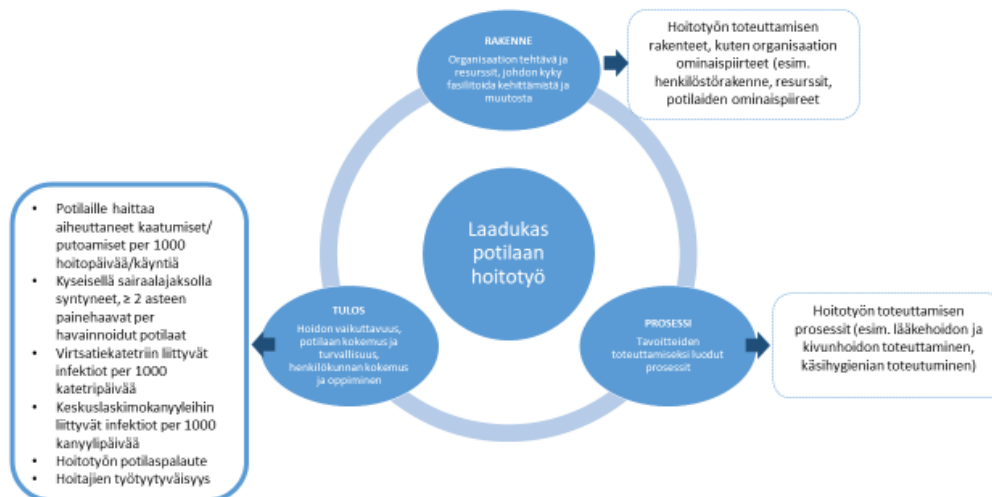 RAKENNE
Organisaation tehtävä ja
resurssit, johdon kyky
fasilitoida kehittämistä ja
muutosta
Hoitotyön toteuttamisen
rakenteet, kuten organisaation
ominaispiirteet (esim.
henkilöstörakenne, resurssit,
potilaiden ominaispiireet
Laadukas
potilaan
hoitotyö
PROSESSI
Tavoitteiden
toteuttamiseksi luodut
prosessit
Hoitotyön toteuttamisen
prosessit (esim. lääkehoidon ja
kivunhoidon toteuttaminen,
käsihygienian toteutuminen)
TULOS
Hoidon vaikuttavuus,
potilaan kokemus ja
turvallisuus,
henkilökunnan kokemus
ja oppiminen
• Potilaille haittaa
aiheuttaneet kaatumiset/
putoamiset per 1000
hoitopäivää/käyntiä
• Kyseisellä sairaalajaksolla
syntyneet, ≥ 2 asteen
painehaavat per
havainnoidut potilaat
• Virtsatiekatetriin liittyvät
infektiot per 1000
katetripäivää
• Keskuslaskimokanyyleihin
liittyvät infektiot per 1000
kanyylipäivää
• Hoitotyön potilaspalaute
• Hoitajien työtyytyväisyys